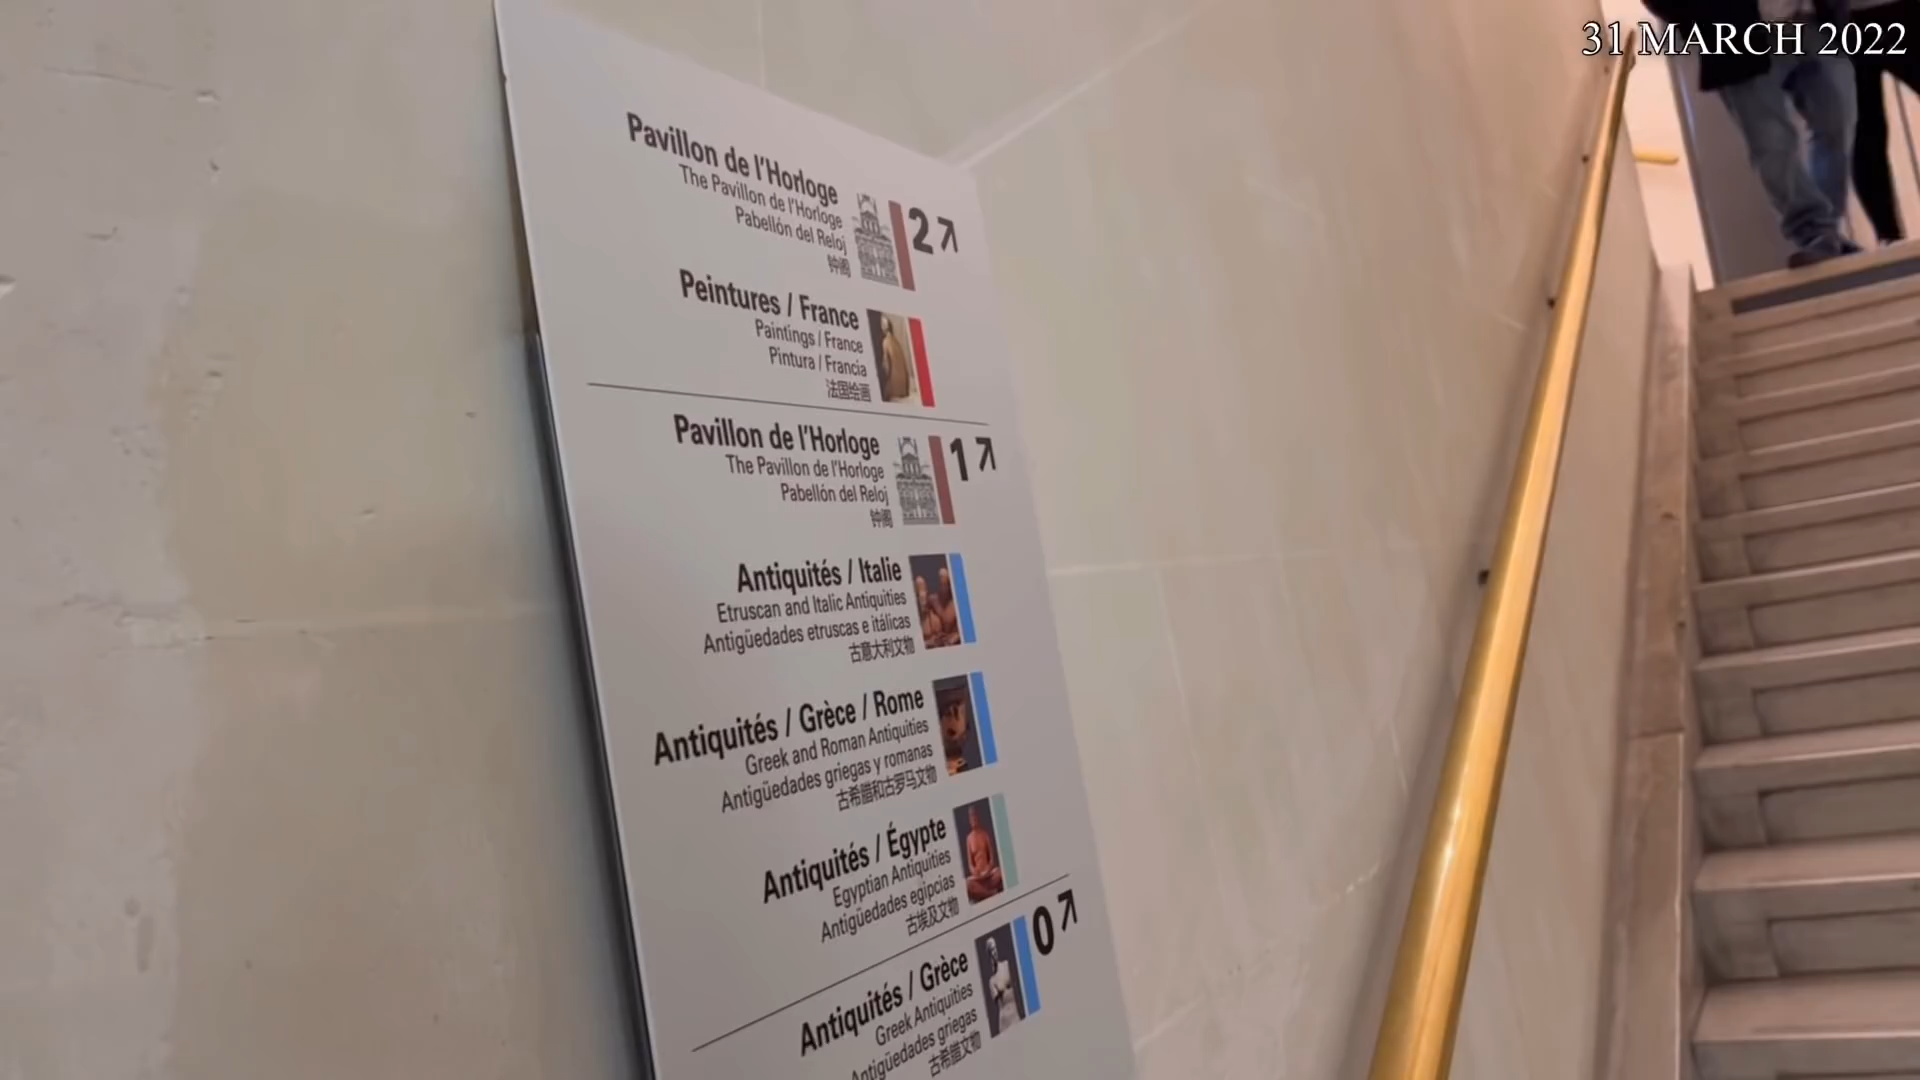 31 MARCH 2022
Pavillon de l'Horloge
The Pavillon de l'Horloge
Pabellón del Reloj
钟阁
2
Peintures / France
Paintings / France
Pintura / Francia
法国绘画
Pavillon de l'Horloge
The Pavillon de l'Horloge
Pabellón del Reloj
钟阁
1
Antiquités / Italie
Etruscan and Italic Antiquities
Antigüedades etruscas e itálicas
古意大利文物
Antiquités / Grèce / Rome
Greek and Roman Antiquities
Antigüedades griegas y romanas
古希腊和古罗马文物
Antiquités / Égypte
Egyptian Antiquities
Antigüedades egipcias
古埃及文物
0
Antiquités / Grèce
Greek Antiquities
Antigüedades griegas
古希腊文物